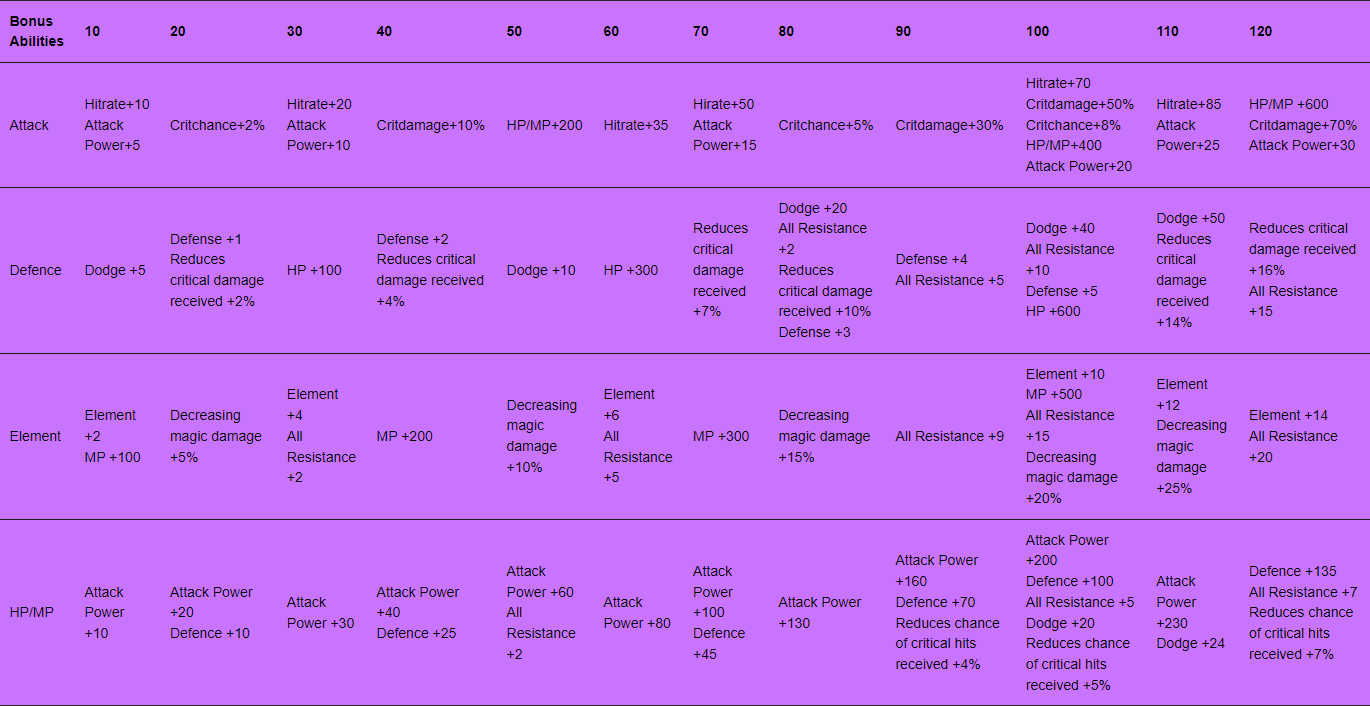 Bonus
Abilities
10
20
30
40
50
60
70
80
90
100
110
120
Attack
Hitrate+10
Attack
Power+5
Critchance+2%
Hitrate+20
Attack
Power+10
Critdamage+10%
HP/MP+200
Hitrate+35
Hirate+50
Attack
Power+15
Critchance+5%
Critdamage+30%
Hitrate+70
Critdamage+50%
Critchance+8%
HP/MP+400
Attack Power+20
Hitrate+85
Attack
Power+25
HP/MP +600
Critdamage+70%
Attack Power+30
Defence
Dodge +5
Defense +1
Reduces
critical damage
received +2%
HP +100
Defense +2
Reduces critical
damage received
+4%
Dodge +10
HP +300
Reduces
critical
damage
received
+7%
Dodge +20
All Resistance
+2
Reduces
critical damage
received +10%
Defense +3
Defense +4
All Resistance +5
Dodge +40
All Resistance
+10
Defense +5
HP +600
Dodge +50
Reduces
critical
damage
received
+14%
Reduces critical
damage received
+16%
All Resistance
+15
Element
Element
+2
MP +100
Decreasing
magic damage
+5%
Element
+4
All
Resistance
+2
MP +200
Decreasing
magic
damage
+10%
Element
+6
All
Resistance
+5
MP +300
Decreasing
magic damage
+15%
All Resistance +9
Element +10
MP +500
All Resistance
+15
Decreasing
magic damage
+20%
Element
+12
Decreasing
magic
damage
+25%
Element +14
All Resistance
+20
HP/MP
Attack
Power
+10
Attack Power
+20
Defence +10
Attack
Power +30
Attack Power
+40
Defence +25
Attack
Power +60
All
Resistance
+2
Attack
Power +80
Attack
Power
+100
Defence
+45
Attack Power
+130
Attack Power
+160
Defence +70
Reduces chance
of critical hits
received +4%
Attack Power
+200
Defence +100
All Resistance +5
Dodge +20
Reduces chance
of critical hits
received +5%
Attack
Power
+230
Dodge +24
Defence +135
All Resistance +7
Reduces chance
of critical hits
received +7%